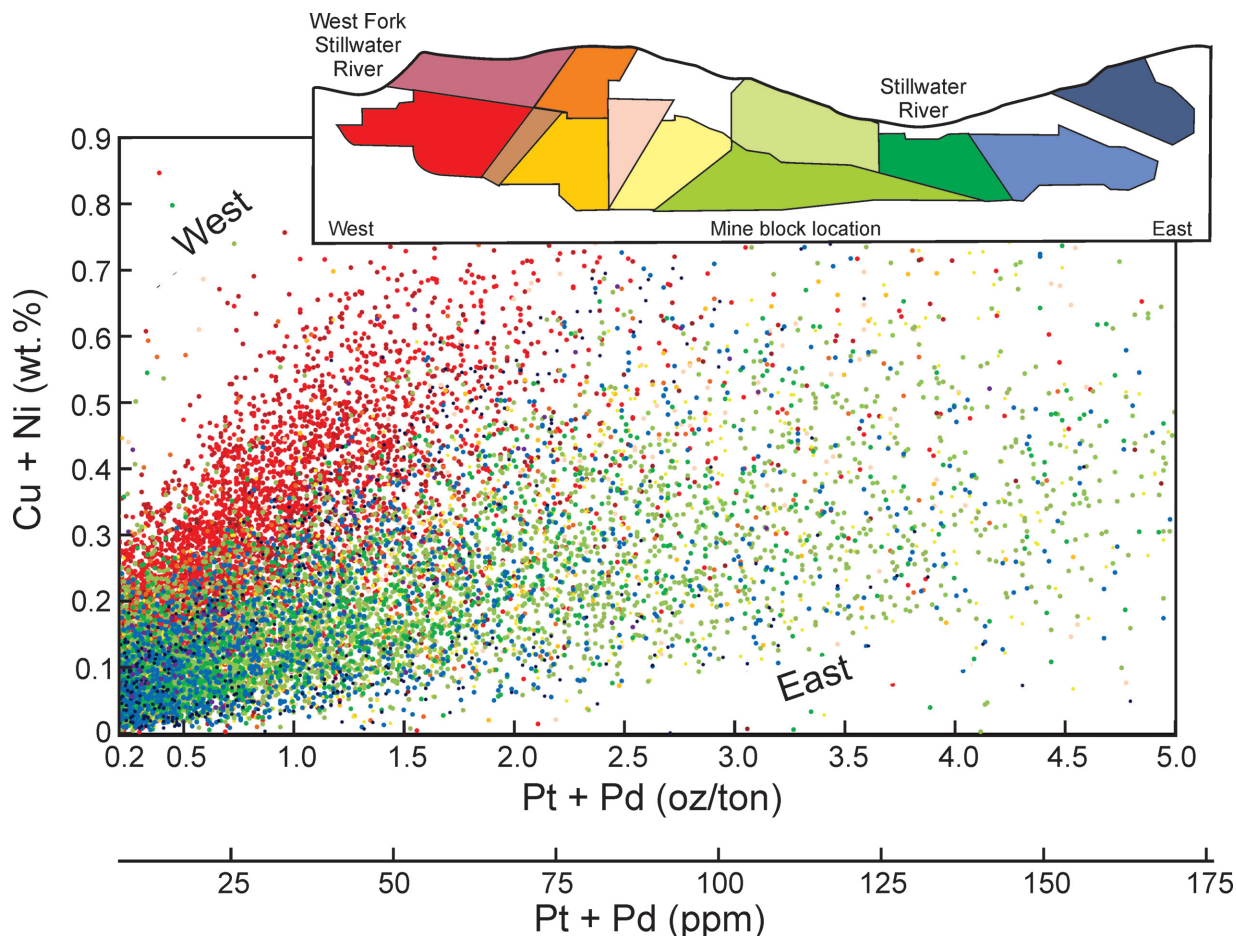 West Fork
Stillwater
River
Stillwater
River
West
Mine block location
East
West
East
Cu + Ni (wt. %)
0.9
0.8
0.7
0.6
0.5
0.4
0.3
0.2
0.1
0
0.2 0.5 1.0 1.5 2.0 2.5 3.0 3.5 4.0 4.5 5.0
Pt + Pd (oz/ton)
25 50 75 100 125 150 175
Pt + Pd (ppm)